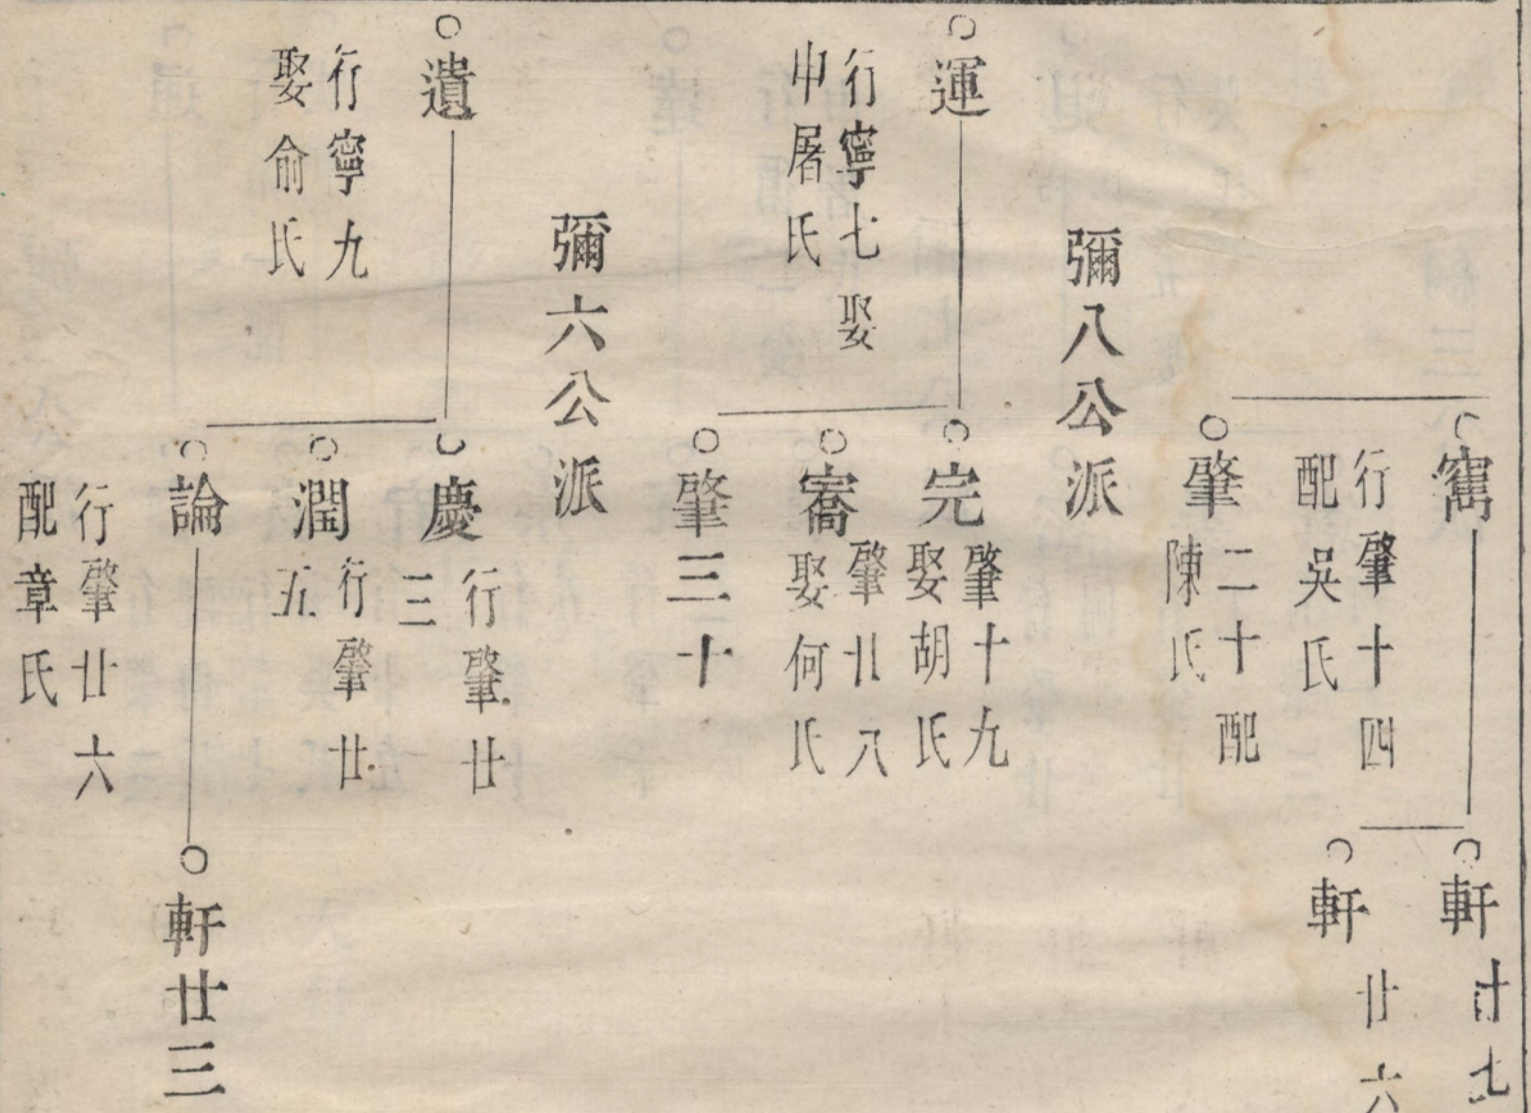 寯
行肇十四
配吳氏
軒
廿七
軒
廿六
肇
二十配
陳氏
彌八公派
運
行寧七娶
申屠氏
完
肇十九
娶胡氏
寯
肇廿八
娶何氏
肇三十
彌六公派
遺
行寧九
娶俞氏
慶
行肇廿
三
潤
行肇廿
五
論
行肇廿六
配章氏
軒廿三